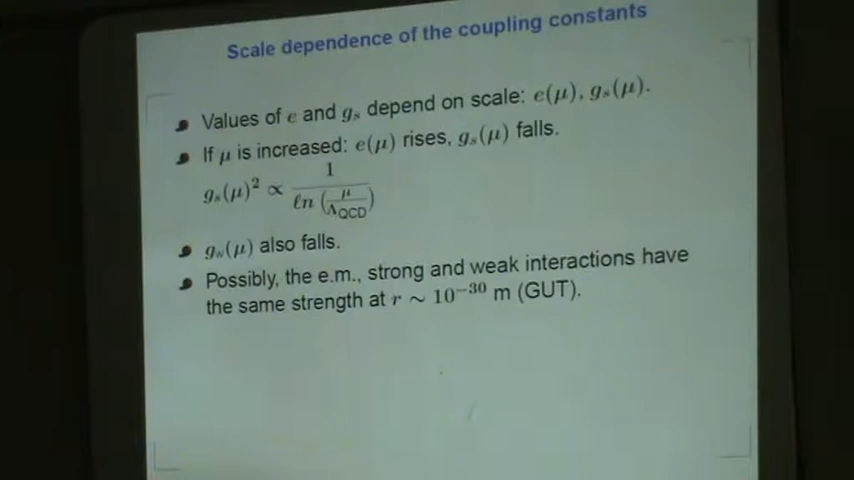 Scale dependence of the coupling constants
Values of e and gₛ depend on scale: e(μ), gₛ(μ).
If μ is increased: e(μ) rises, gₛ(μ) falls.
gₛ(μ)² ∝ 1 / ℓn (μ / Λ_QCD)
g_w(μ) also falls.
Possibly, the e.m., strong and weak interactions have
the same strength at r ∼ 10⁻³⁰ m (GUT).